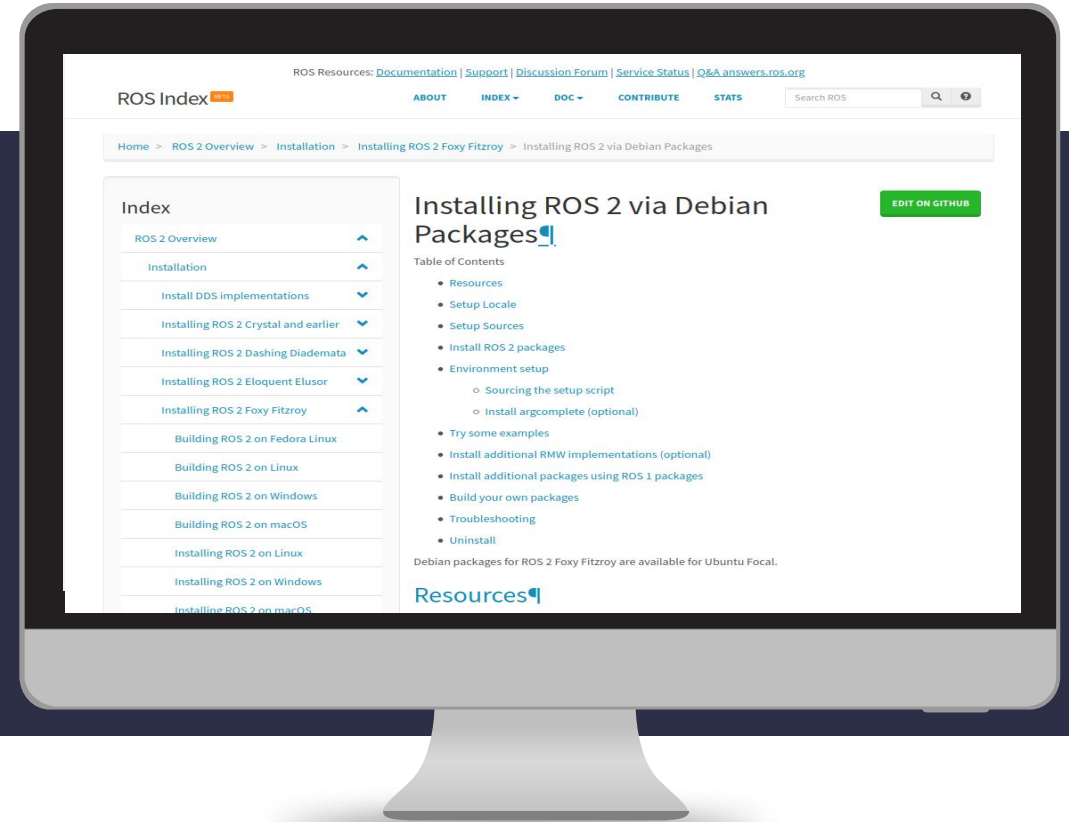 ROS Resources: Documentation | Support | Discussion Forum | Service Status | Q&A answers.ros.org
ROS Index BETA
ABOUT INDEX DOC CONTRIBUTE STATS Search ROS
Home > ROS 2 Overview > Installation > Installing ROS 2 Foxy Fitzroy > Installing ROS 2 via Debian Packages
Index
ROS 2 Overview
Installation
Install DDS implementations
Installing ROS 2 Crystal and earlier
Installing ROS 2 Dashing Diademata
Installing ROS 2 Eloquent Elusor
Installing ROS 2 Foxy Fitzroy
Building ROS 2 on Fedora Linux
Building ROS 2 on Linux
Building ROS 2 on Windows
Building ROS 2 on macOS
Installing ROS 2 on Linux
Installing ROS 2 on Windows
Installing ROS 2 on macOS
Installing ROS 2 via Debian
Packages¶
EDIT ON GITHUB
Table of Contents
• Resources
• Setup Locale
• Setup Sources
• Install ROS 2 packages
• Environment setup
○ Sourcing the setup script
○ Install argcomplete (optional)
• Try some examples
• Install additional RMW implementations (optional)
• Install additional packages using ROS 1 packages
• Build your own packages
• Troubleshooting
• Uninstall
Debian packages for ROS 2 Foxy Fitzroy are available for Ubuntu Focal.
Resources¶